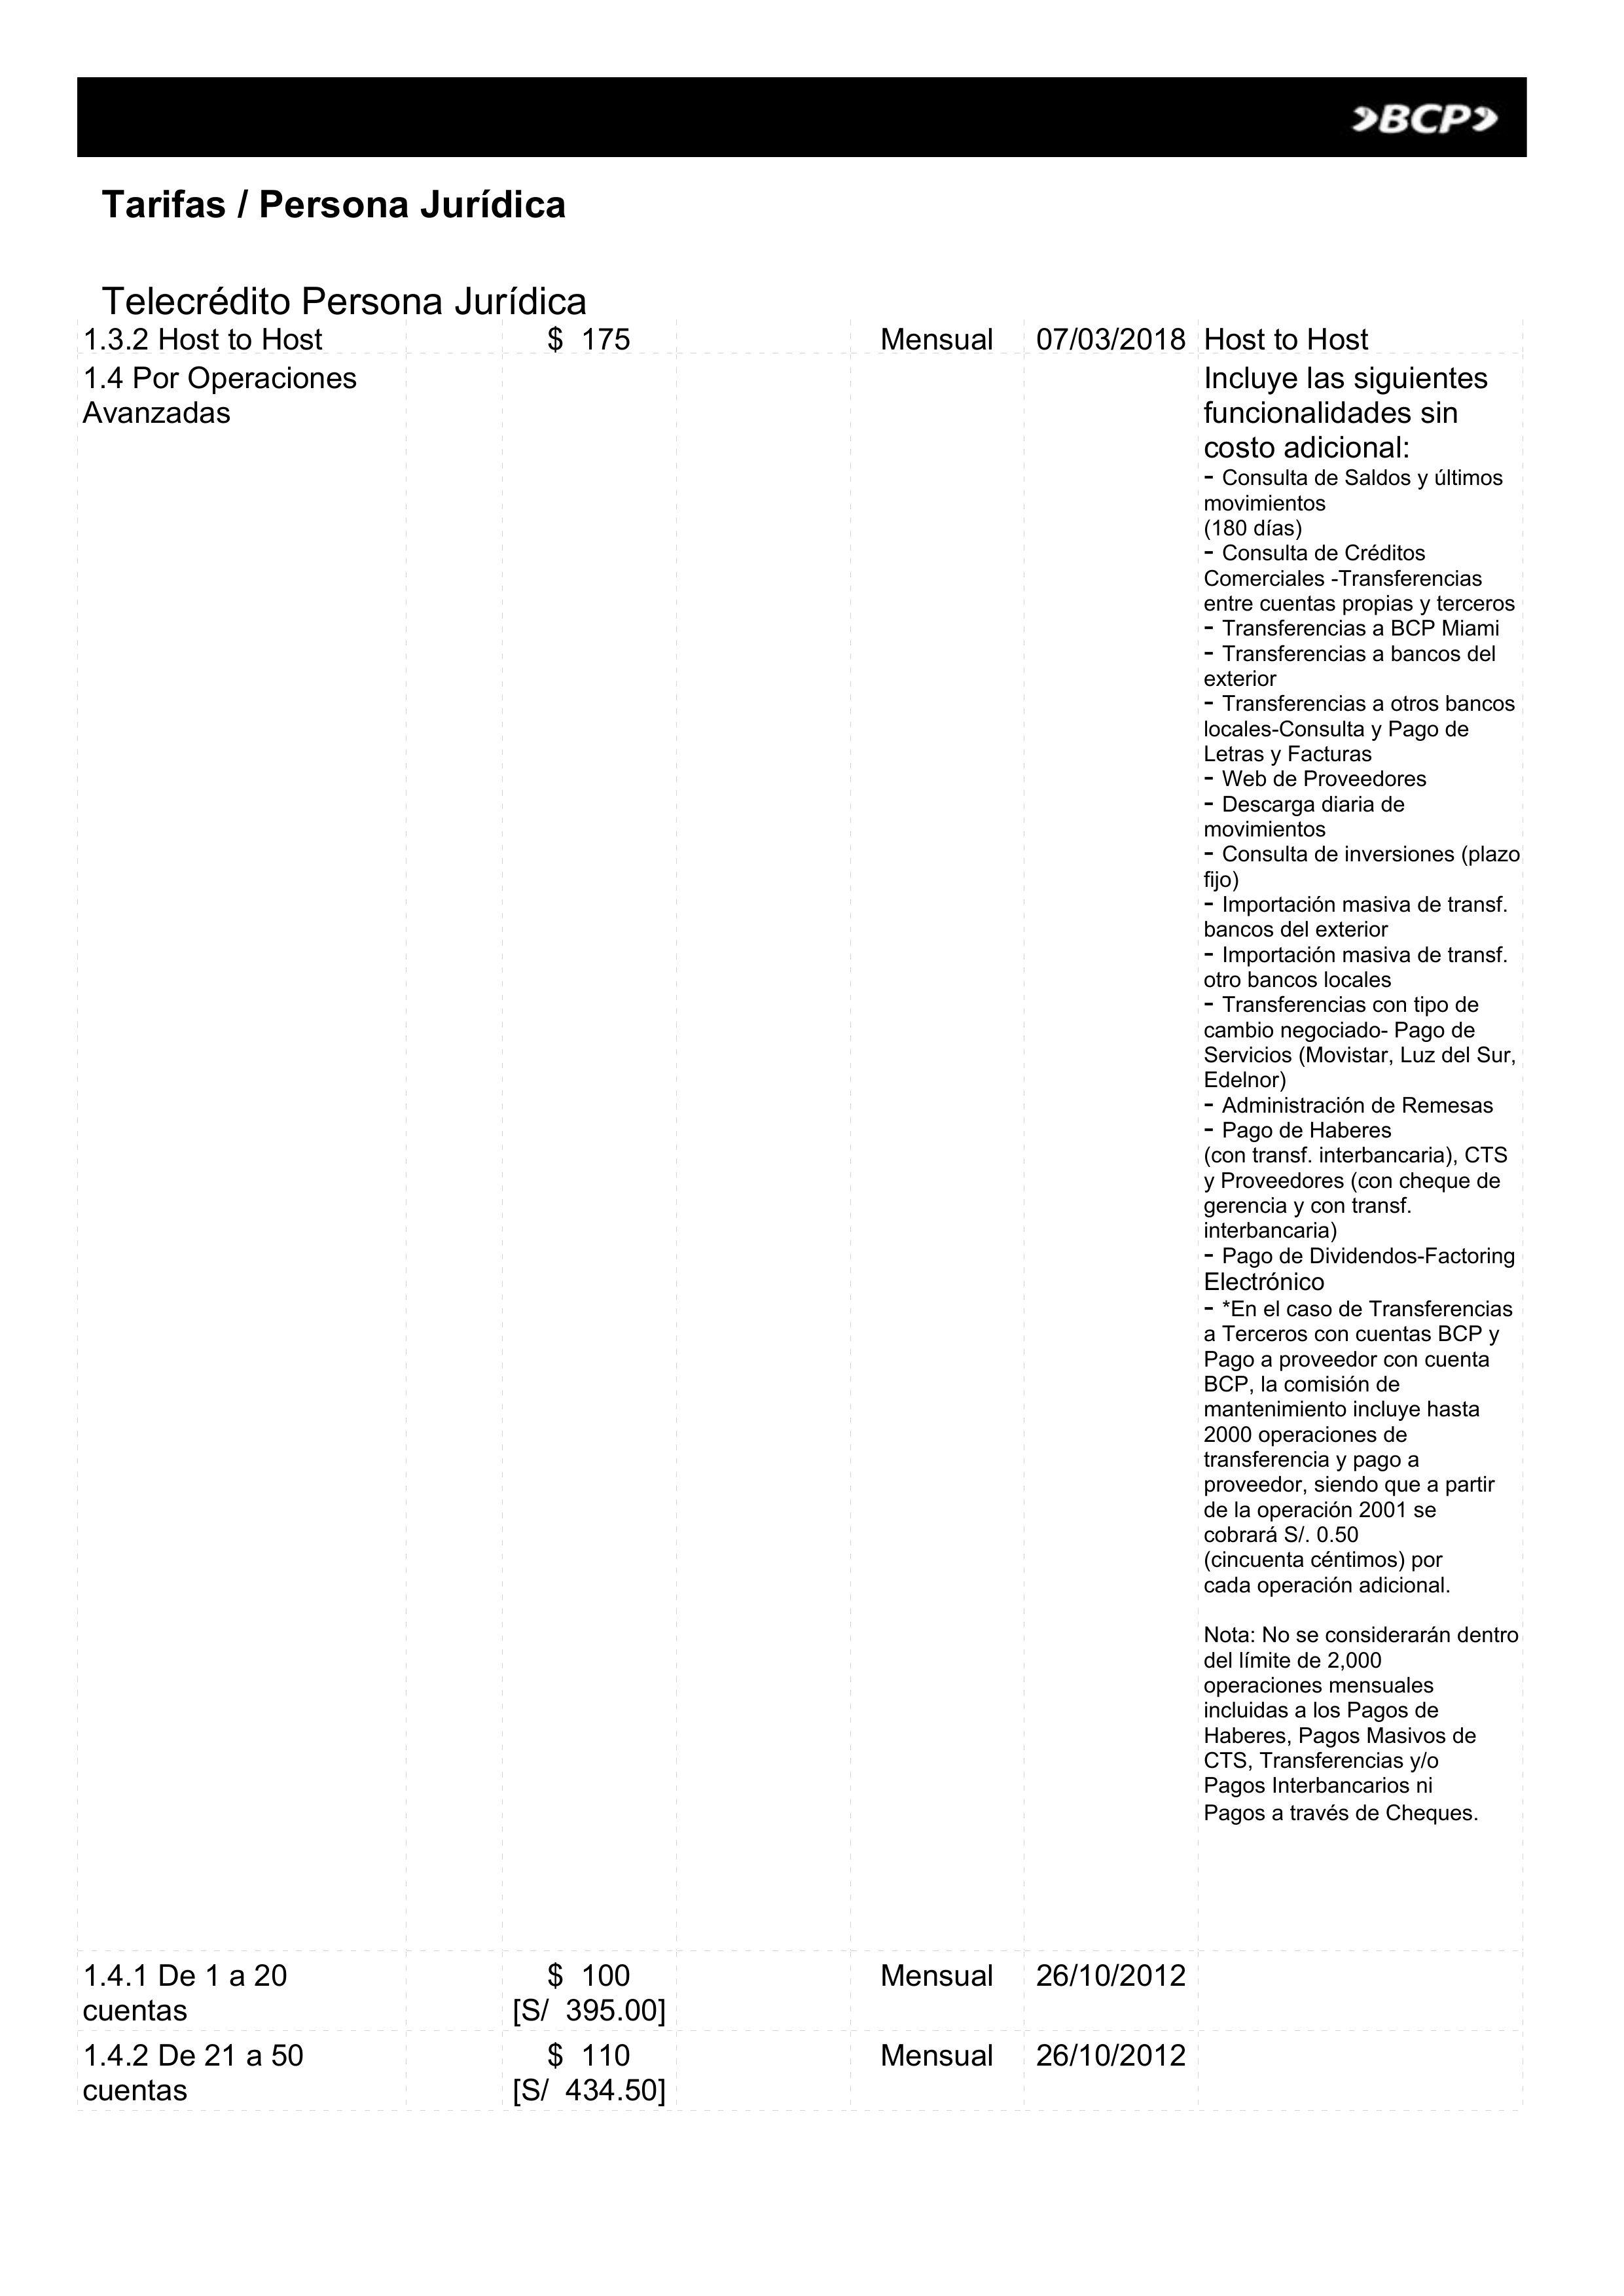 BCP
Tarifas / Persona Jurídica
Telecrédito Persona Jurídica
1.3.2 Host to Host $ 175 Mensual 07/03/2018 Host to Host
1.4 Por Operaciones
Avanzadas
Incluye las siguientes
funcionalidades sin
costo adicional:
- Consulta de Saldos y últimos
movimientos
(180 días)
- Consulta de Créditos
Comerciales -Transferencias
entre cuentas propias y terceros
- Transferencias a BCP Miami
- Transferencias a bancos del
exterior
- Transferencias a otros bancos
locales-Consulta y Pago de
Letras y Facturas
- Web de Proveedores
- Descarga diaria de
movimientos
- Consulta de inversiones (plazo
fijo)
- Importación masiva de transf.
bancos del exterior
- Importación masiva de transf.
otro bancos locales
- Transferencias con tipo de
cambio negociado- Pago de
Servicios (Movistar, Luz del Sur,
Edelnor)
- Administración de Remesas
- Pago de Haberes
(con transf. interbancaria), CTS
y Proveedores (con cheque de
gerencia y con transf.
interbancaria)
- Pago de Dividendos-Factoring
Electrónico
- *En el caso de Transferencias
a Terceros con cuentas BCP y
Pago a proveedor con cuenta
BCP, la comisión de
mantenimiento incluye hasta
2000 operaciones de
transferencia y pago a
proveedor, siendo que a partir
de la operación 2001 se
cobrará S/. 0.50
(cincuenta céntimos) por
cada operación adicional.
Nota: No se considerarán dentro
del límite de 2,000
operaciones mensuales
incluidas a los Pagos de
Haberes, Pagos Masivos de
CTS, Transferencias y/o
Pagos Interbancarios ni
Pagos a través de Cheques.
1.4.1 De 1 a 20 $ 100 Mensual 26/10/2012
cuentas [S/ 395.00]
1.4.2 De 21 a 50 $ 110 Mensual 26/10/2012
cuentas [S/ 434.50]